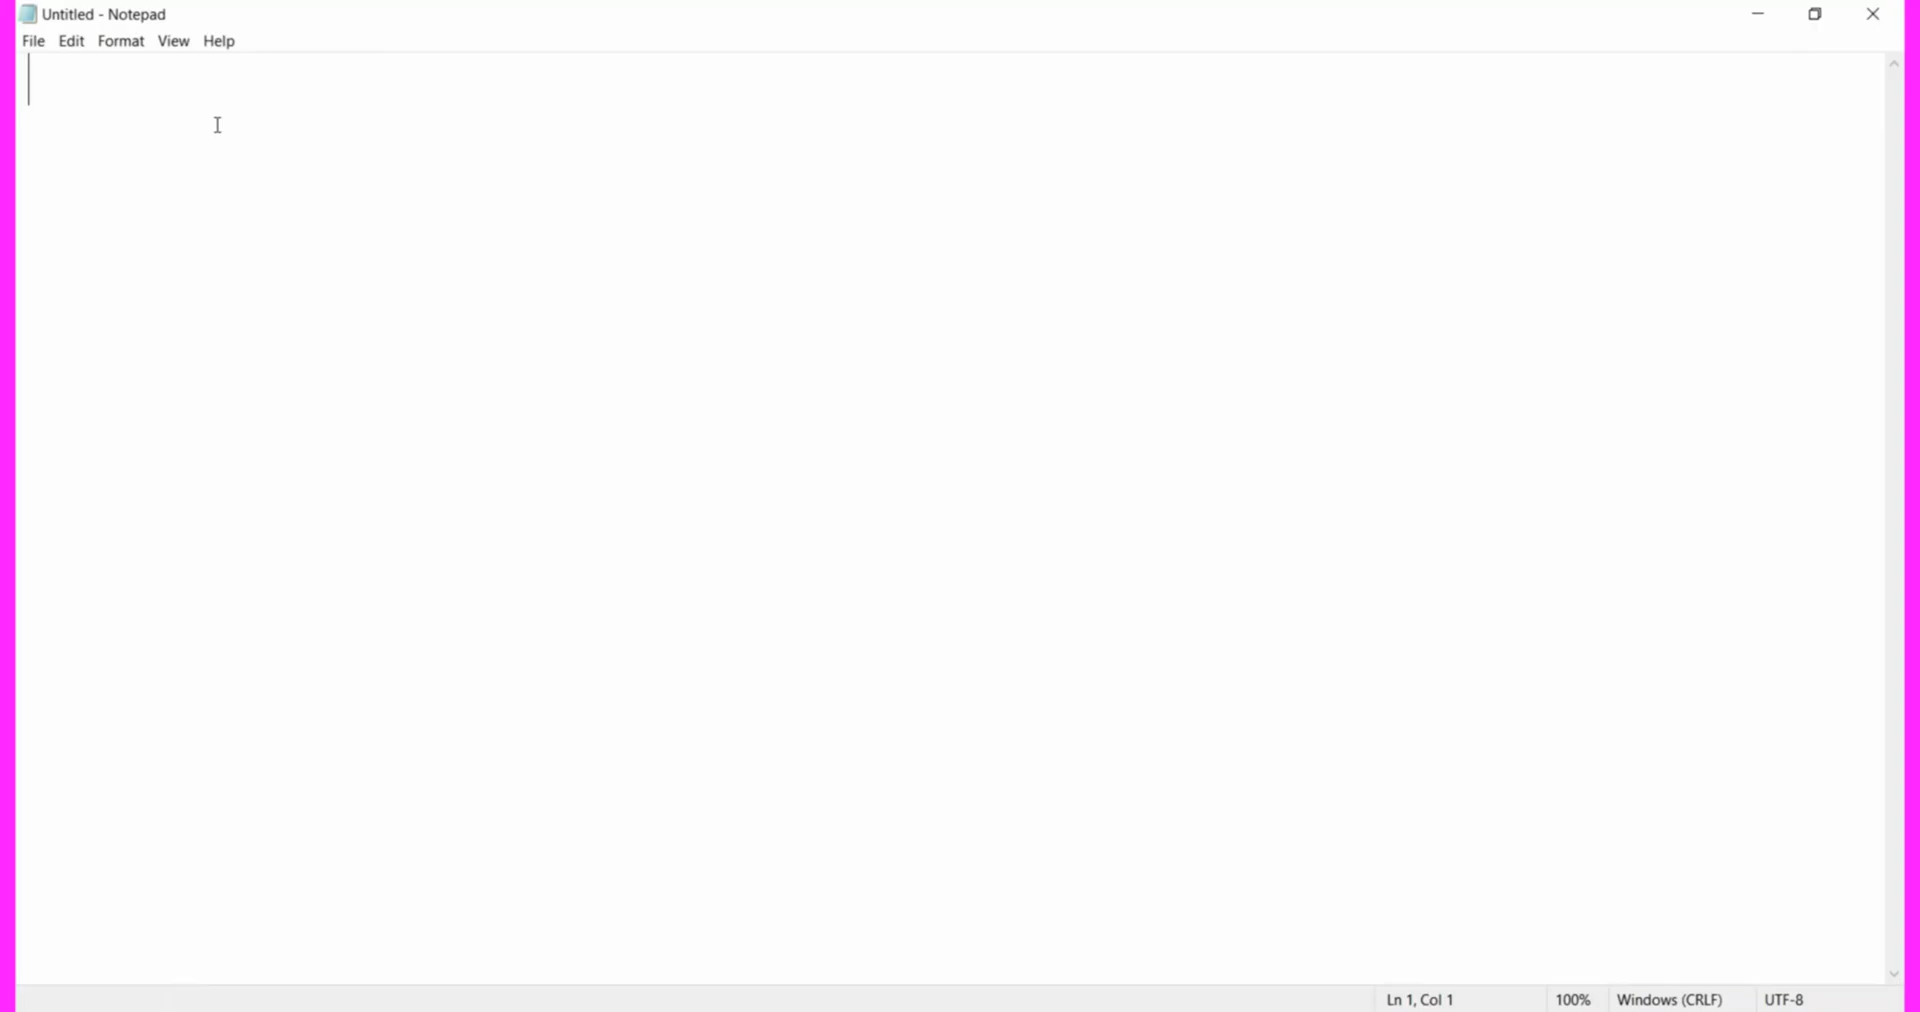 Untitled - Notepad
File Edit Format View Help
Ln 1, Col 1 100% Windows (CRLF) UTF-8